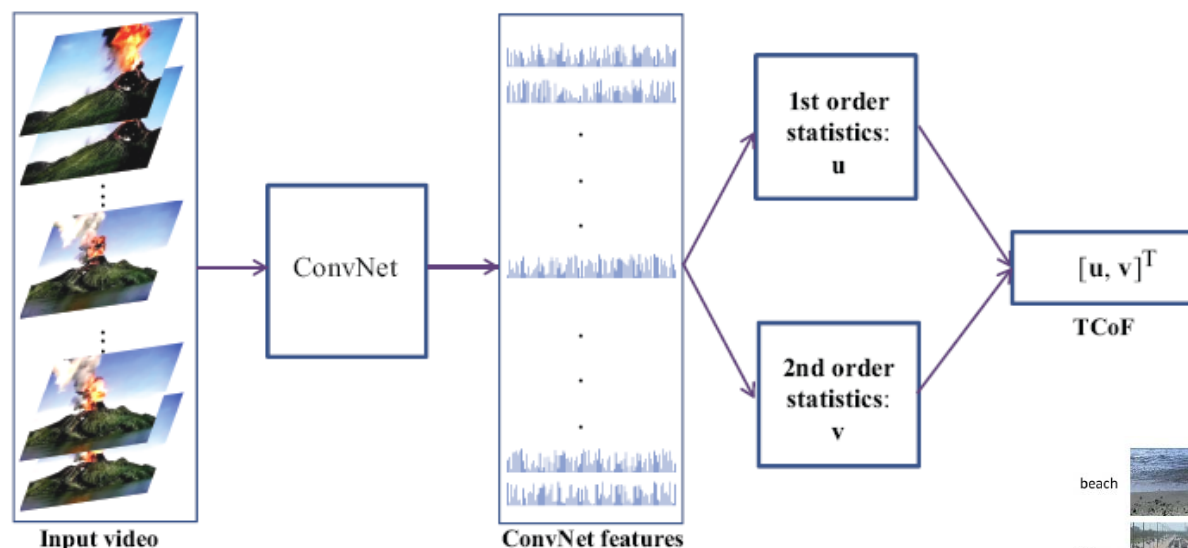 Input video
ConvNet
ConvNet features
1st order
statistics:
u
2nd order
statistics:
v
[u, v]ᵀ
TCoF
beach